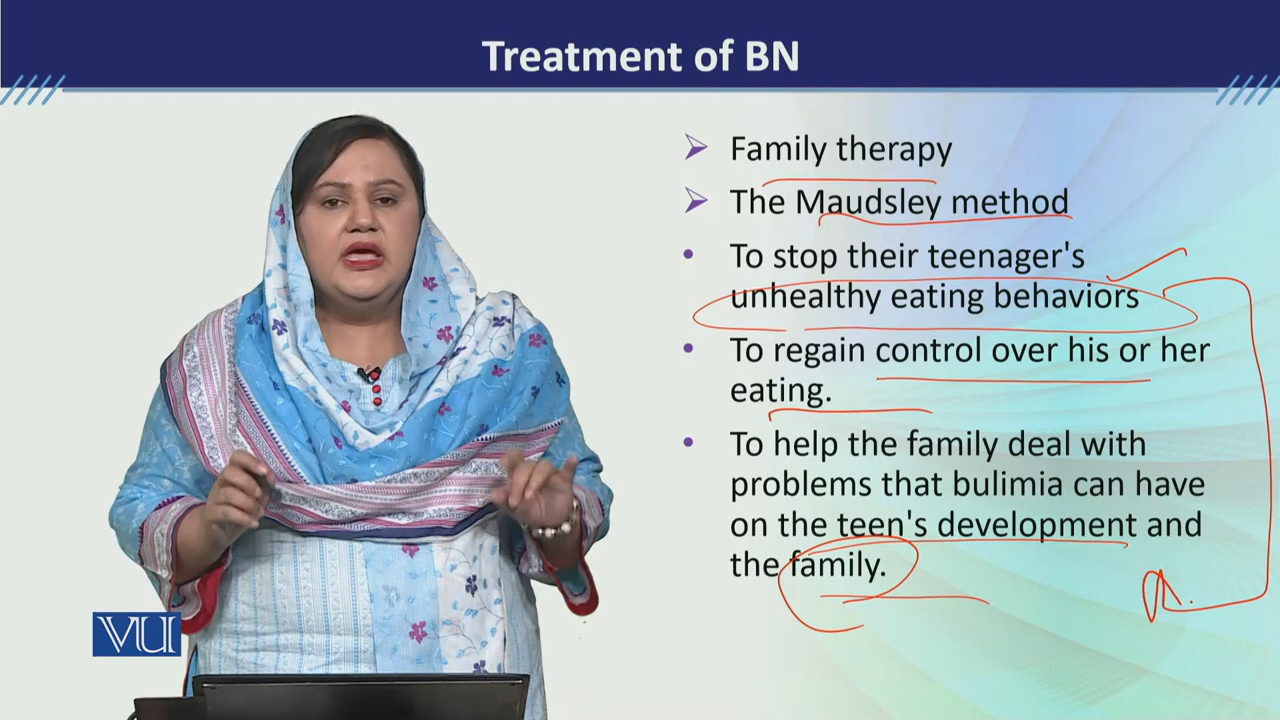 Treatment of BN
Family therapy
The Maudsley method
To stop their teenager's
unhealthy eating behaviors
To regain control over his or her
eating.
To help the family deal with
problems that bulimia can have
on the teen's development and
the family.
VU